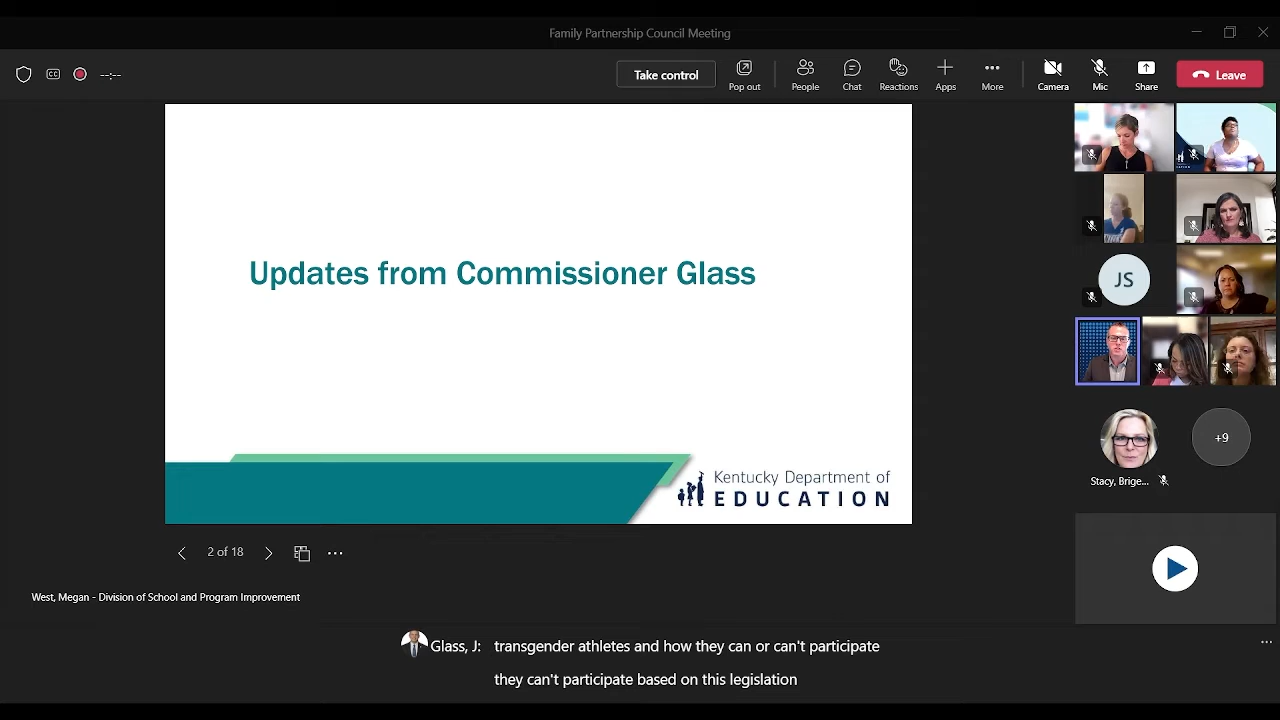 Family Partnership Council Meeting
CC
--:--
Take control
Pop out
People
Chat
Reactions
Apps
More
Camera
Mic
Share
Leave
Updates from Commissioner Glass
JS
Kentucky Department of
EDUCATION
+9
Stacy, Brige...
2 of 18
West, Megan - Division of School and Program Improvement
Glass, J: transgender athletes and how they can or can't participate
they can't participate based on this legislation